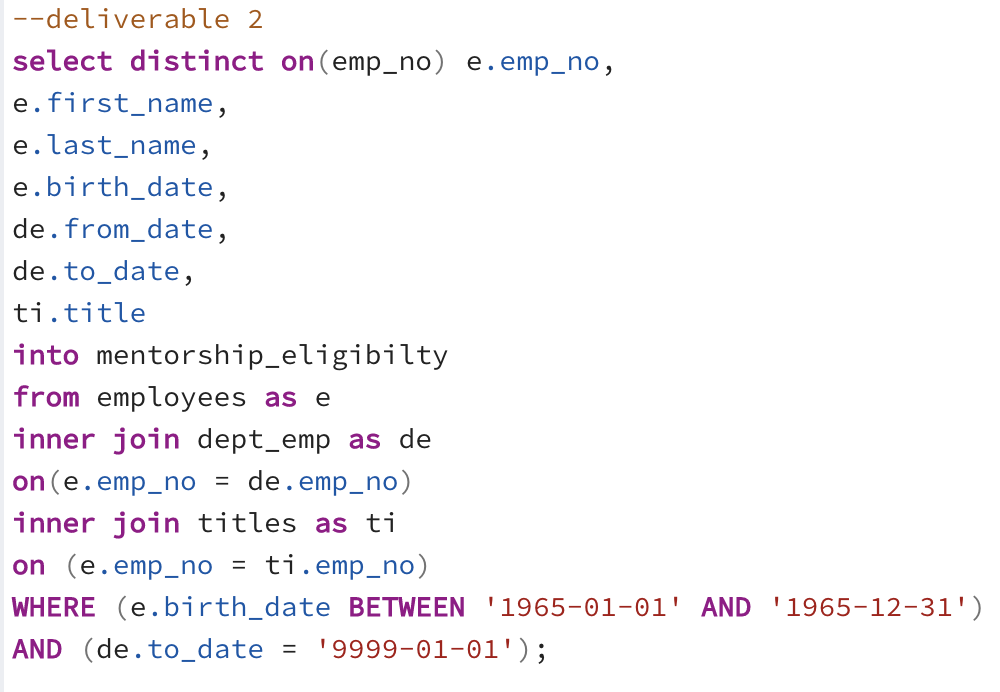 --deliverable 2
select distinct on(emp_no) e.emp_no,
e.first_name,
e.last_name,
e.birth_date,
de.from_date,
de.to_date,
ti.title
into mentorship_eligibilty
from employees as e
inner join dept_emp as de
on(e.emp_no = de.emp_no)
inner join titles as ti
on (e.emp_no = ti.emp_no)
WHERE (e.birth_date BETWEEN '1965-01-01' AND '1965-12-31')
AND (de.to_date = '9999-01-01');